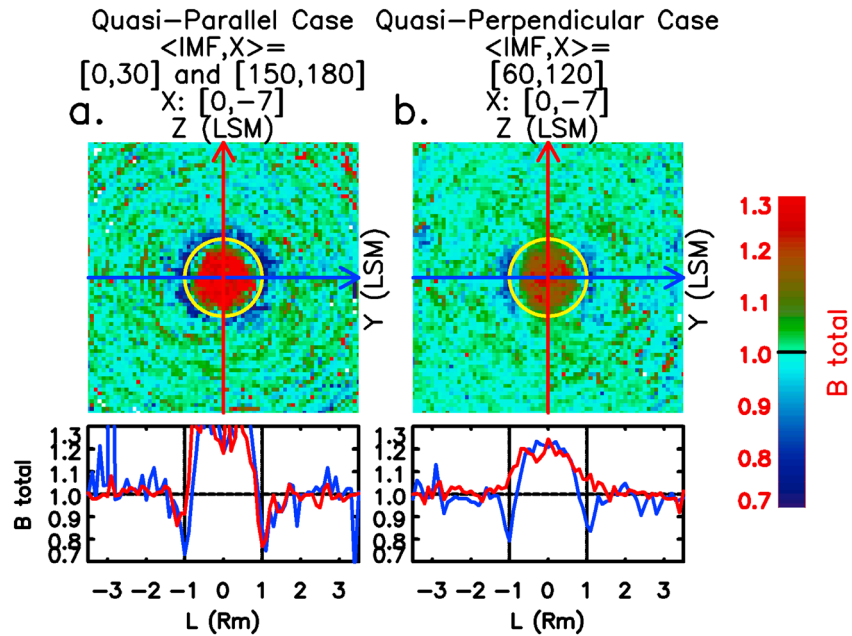 Quasi-Parallel Case
<IMF,X>=
[0,30] and [150,180]
X: [0,-7]
a.
Z (LSM)
Y (LSM)
Quasi-Perpendicular Case
<IMF,X>=
[60,120]
X: [0,-7]
b.
Z (LSM)
Y (LSM)
1.3
1.2
1.1
1.0
0.9
0.8
0.7
B total
B total
1.3
1.2
1.1
1.0
0.9
0.8
0.7
-3 -2 -1 0 1 2 3
L (Rm)
1.3
1.2
1.1
1.0
0.9
0.8
0.7
-3 -2 -1 0 1 2 3
L (Rm)